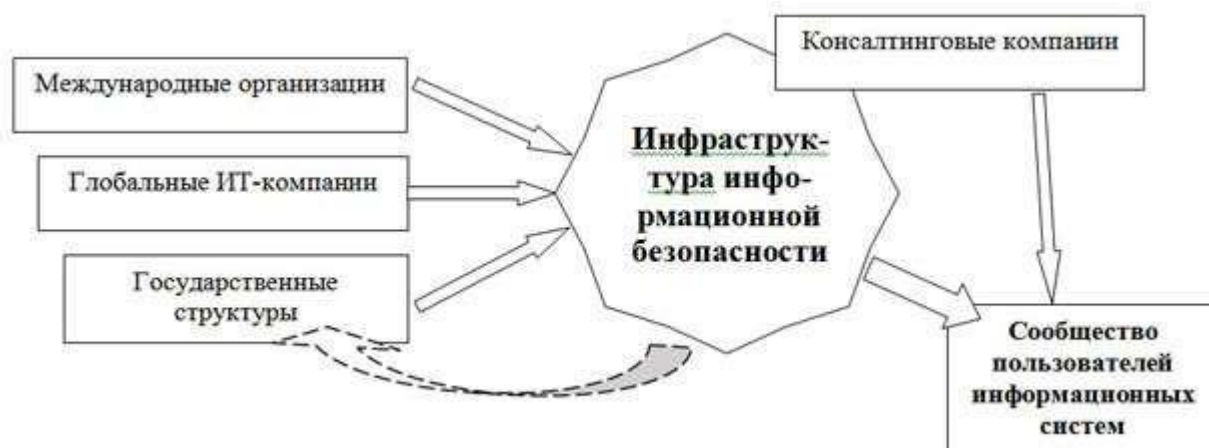 Консалтинговые компании
Международные организации
Глобальные ИТ-компании
Государственные
структуры
Инфраструк-
тура инфо-
рмационной
безопасности
Сообщество
пользователей
информационных
систем